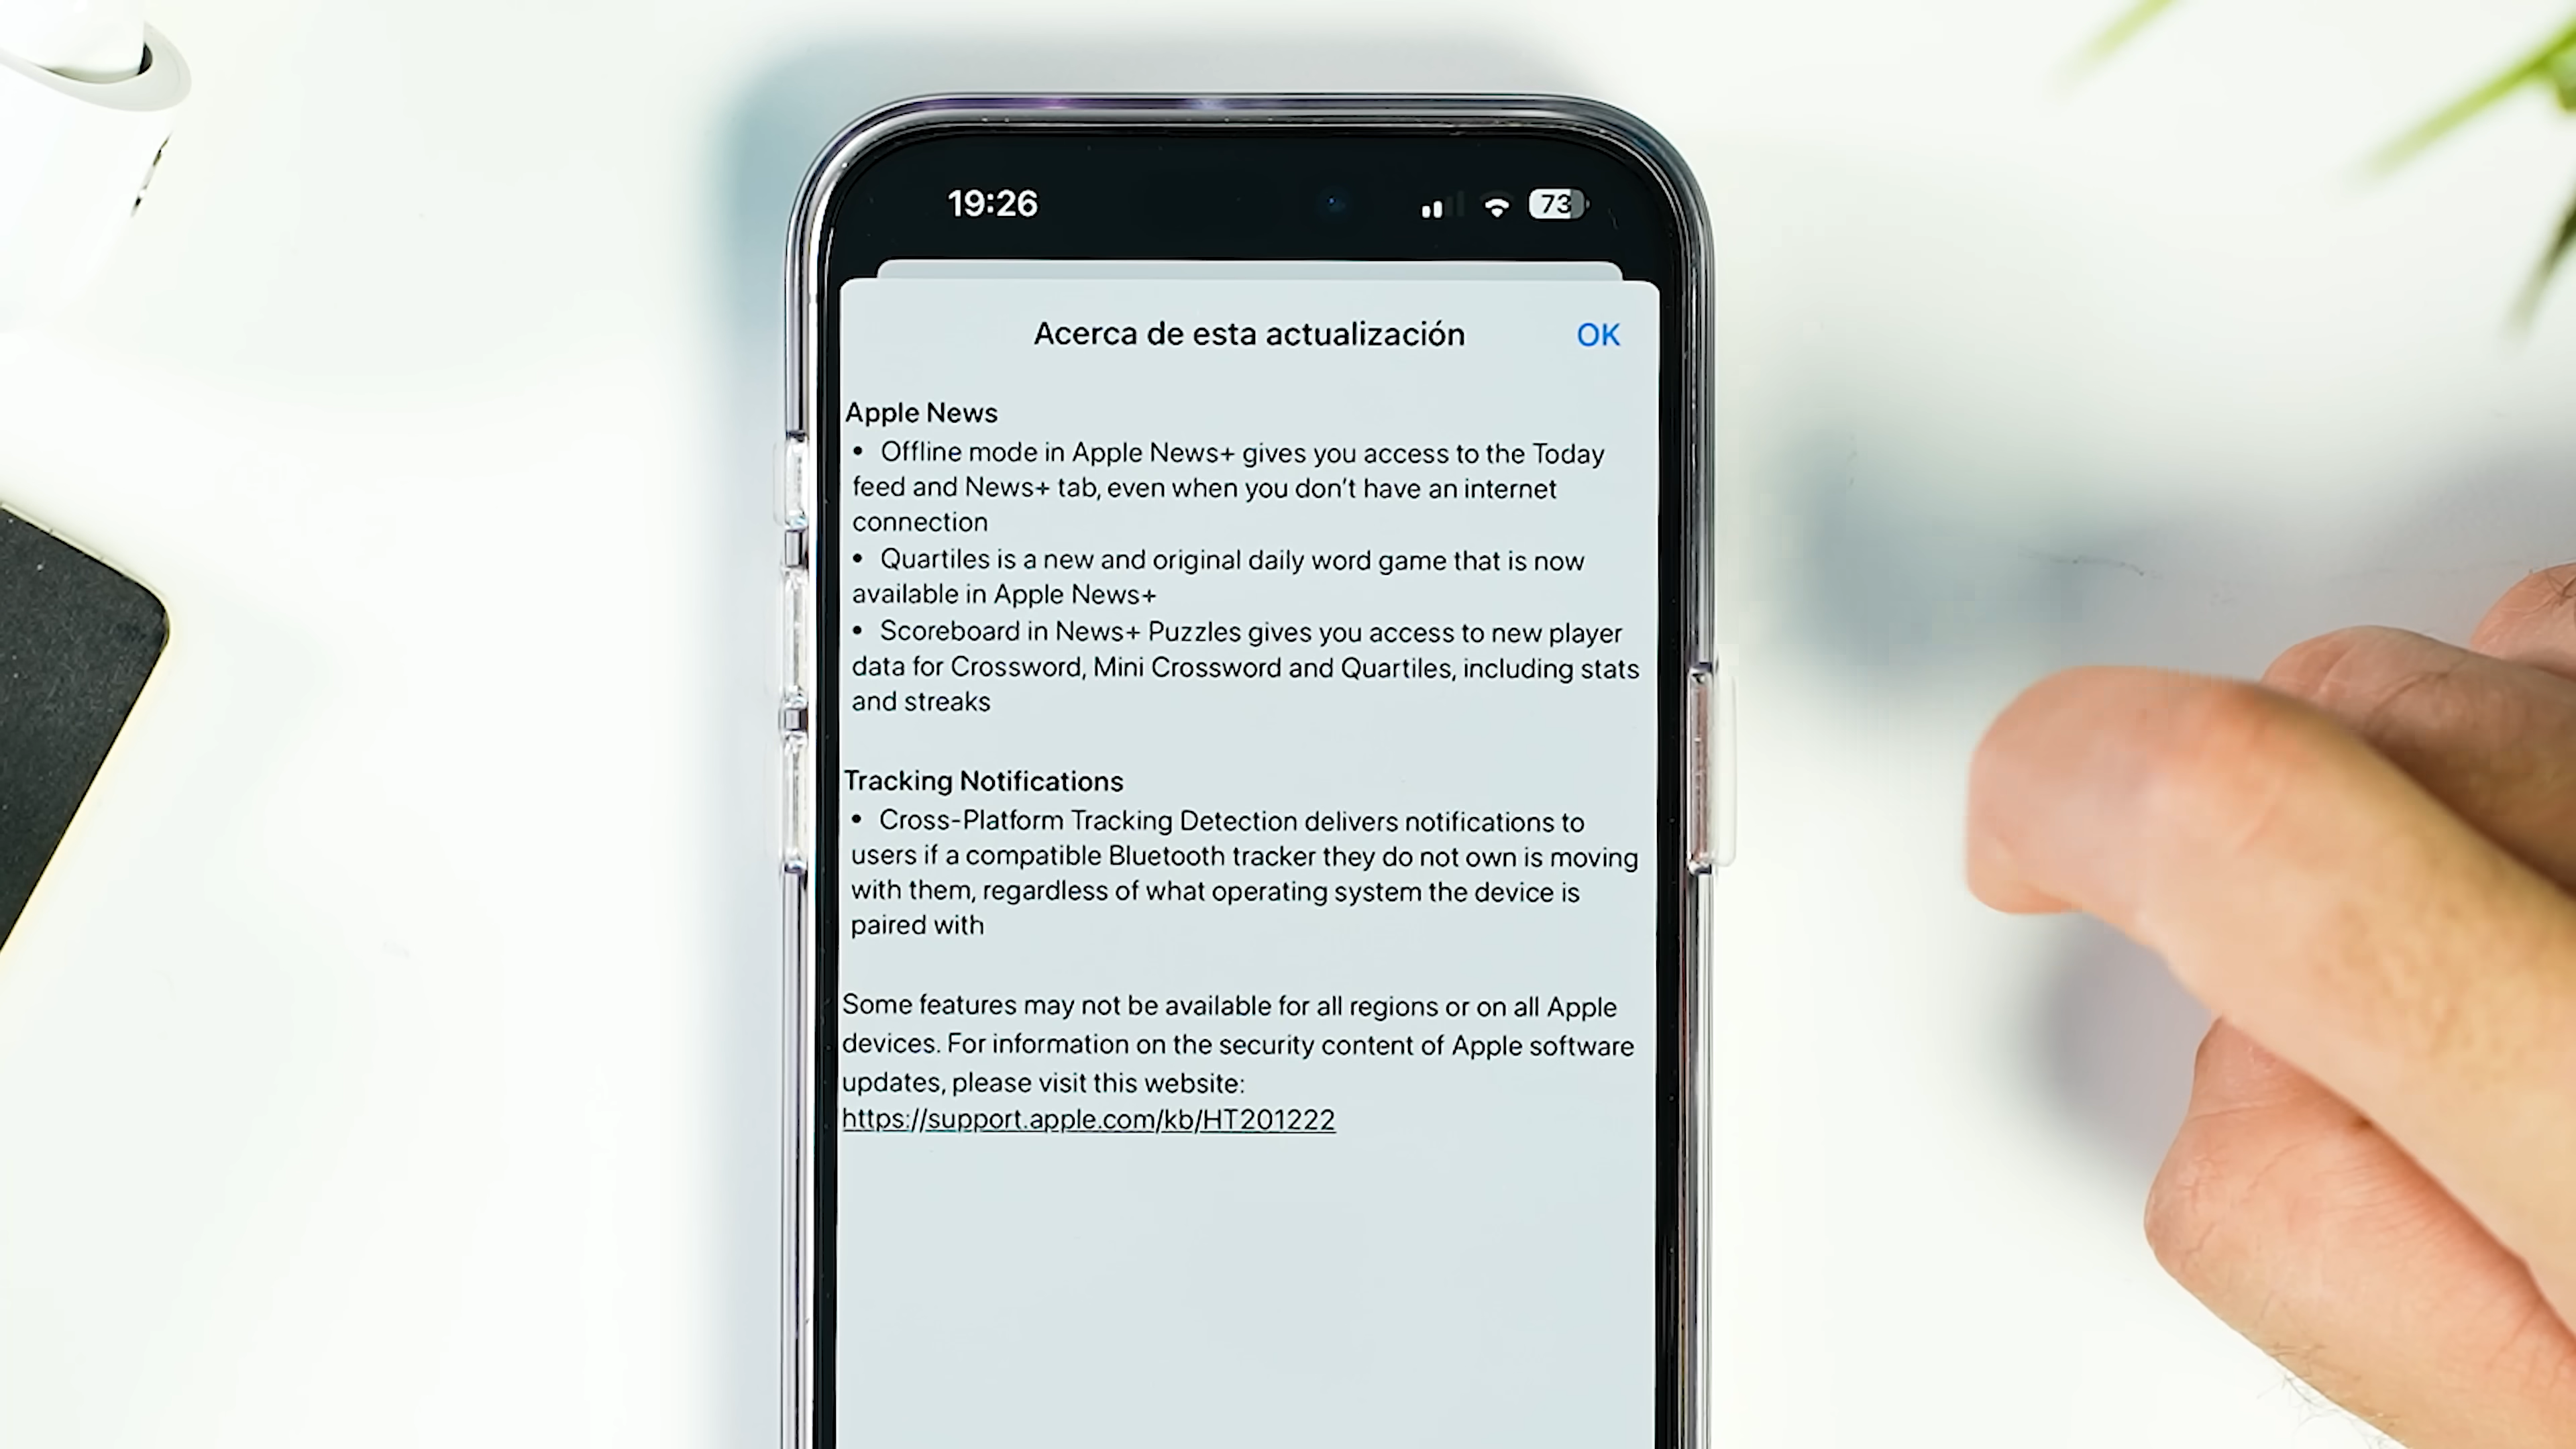 19:26
73
Acerca de esta actualización
OK
Apple News
• Offline mode in Apple News+ gives you access to the Today
feed and News+ tab, even when you don’t have an internet
connection
• Quartiles is a new and original daily word game that is now
available in Apple News+
• Scoreboard in News+ Puzzles gives you access to new player
data for Crossword, Mini Crossword and Quartiles, including stats
and streaks
Tracking Notifications
• Cross-Platform Tracking Detection delivers notifications to
users if a compatible Bluetooth tracker they do not own is moving
with them, regardless of what operating system the device is
paired with
Some features may not be available for all regions or on all Apple
devices. For information on the security content of Apple software
updates, please visit this website:
https://support.apple.com/kb/HT201222